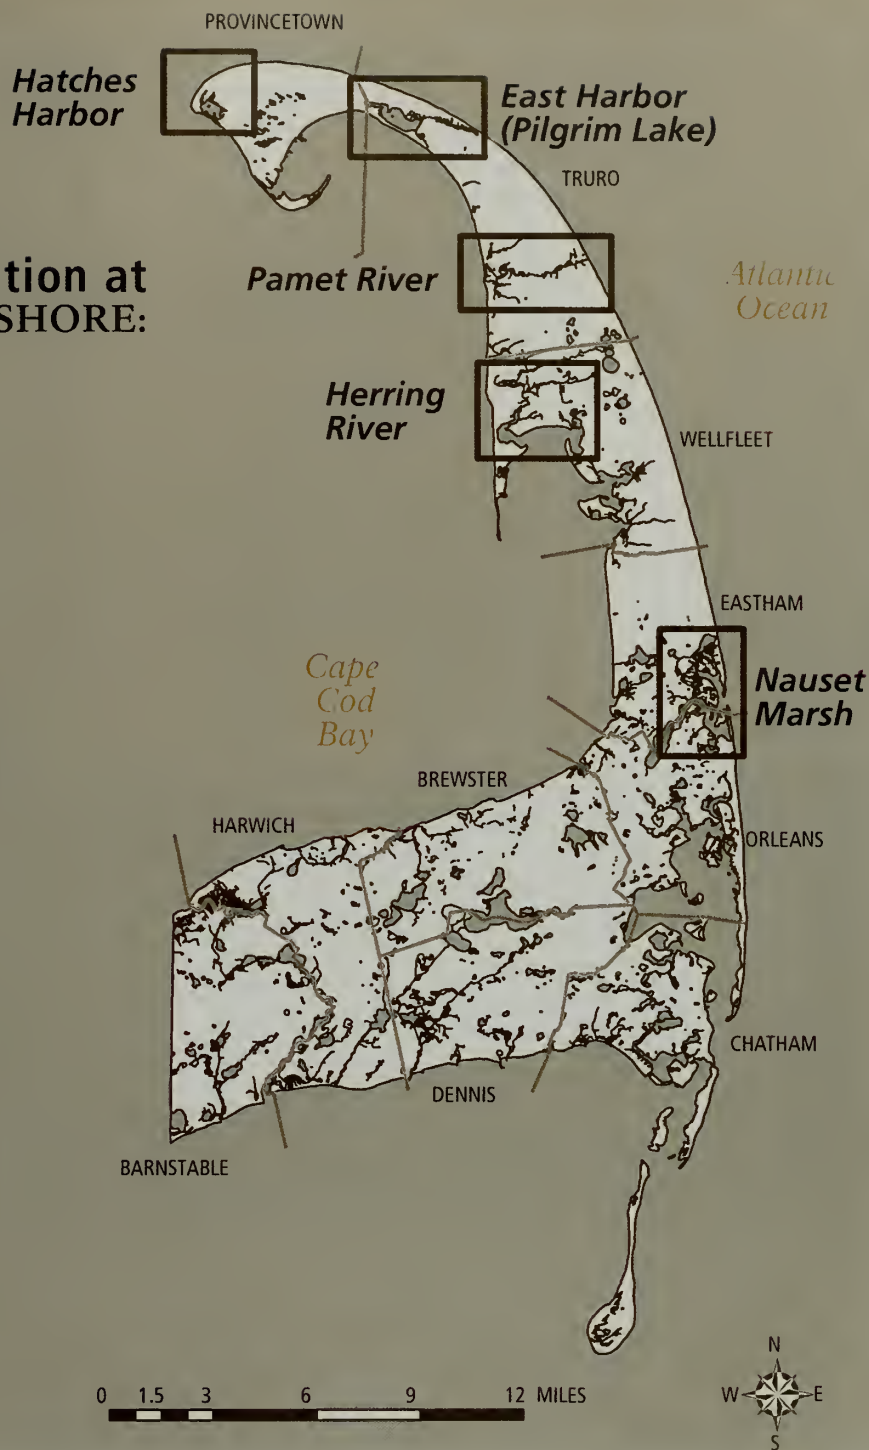 PROVINCETOWN
Hatches
Harbor
East Harbor
(Pilgrim Lake)
TRURO
tion at
SHORE:
Pamet River
Atlantic
Ocean
Herring
River
WELLFLEET
EASTHAM
Cape
Cod
Bay
Nauset
Marsh
BREWSTER
HARWICH
ORLEANS
CHATHAM
DENNIS
BARNSTABLE
0 1.5 3 6 9 12 MILES
N
W E
S